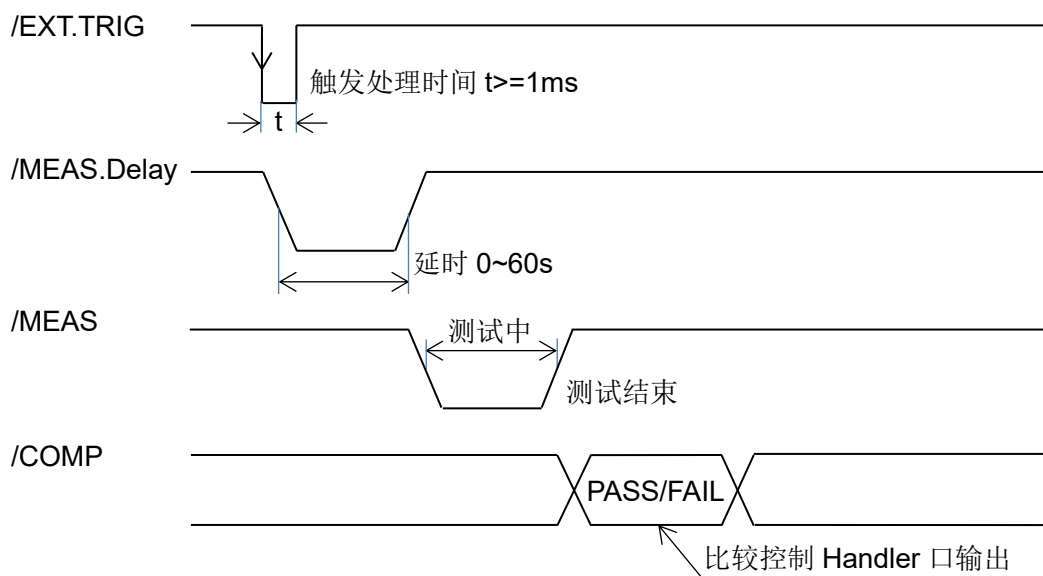 /EXT.TRIG
触发处理时间 t>=1ms
t
/MEAS.Delay
延时 0~60s
/MEAS
测试中
测试结束
/COMP
PASS/FAIL
比较控制 Handler 口输出